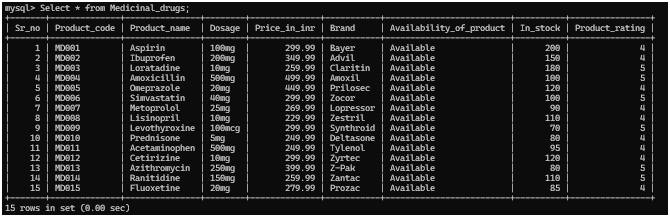 mysql> Select * from Medicinal_drugs;
+-------+--------------+---------------+--------+--------------+-----------+-------------------------+----------+----------------+
| Sr_no | Product_code | Product_name | Dosage | Price_in_inr | Brand | Availability_of_product | In_stock | Product_rating |
+-------+--------------+---------------+--------+--------------+-----------+-------------------------+----------+----------------+
| 1 | MD001 | Aspirin | 100mg | 299.99 | Bayer | Available | 200 | 4 |
| 2 | MD002 | Ibuprofen | 200mg | 349.99 | Advil | Available | 150 | 4 |
| 3 | MD003 | Loratadine | 10mg | 259.99 | Claritin | Available | 180 | 5 |
| 4 | MD004 | Amoxicillin | 500mg | 499.99 | Amoxil | Available | 100 | 5 |
| 5 | MD005 | Omeprazole | 20mg | 449.99 | Prilosec | Available | 120 | 4 |
| 6 | MD006 | Simvastatin | 40mg | 299.99 | Zocor | Available | 100 | 5 |
| 7 | MD007 | Metoprolol | 25mg | 269.99 | Lopressor | Available | 90 | 4 |
| 8 | MD008 | Lisinopril | 10mg | 229.99 | Zestril | Available | 110 | 4 |
| 9 | MD009 | Levothyroxine | 100mcg | 299.99 | Synthroid | Available | 70 | 5 |
| 10 | MD010 | Prednisone | 5mg | 249.99 | Deltasone | Available | 80 | 4 |
| 11 | MD011 | Acetaminophen | 500mg | 249.99 | Tylenol | Available | 95 | 4 |
| 12 | MD012 | Cetirizine | 10mg | 299.99 | Zyrtec | Available | 120 | 4 |
| 13 | MD013 | Azithromycin | 250mg | 399.99 | Z-Pak | Available | 80 | 5 |
| 14 | MD014 | Ranitidine | 150mg | 259.99 | Zantac | Available | 110 | 5 |
| 15 | MD015 | Fluoxetine | 20mg | 279.99 | Prozac | Available | 85 | 4 |
+-------+--------------+---------------+--------+--------------+-----------+-------------------------+----------+----------------+
15 rows in set (0.00 sec)